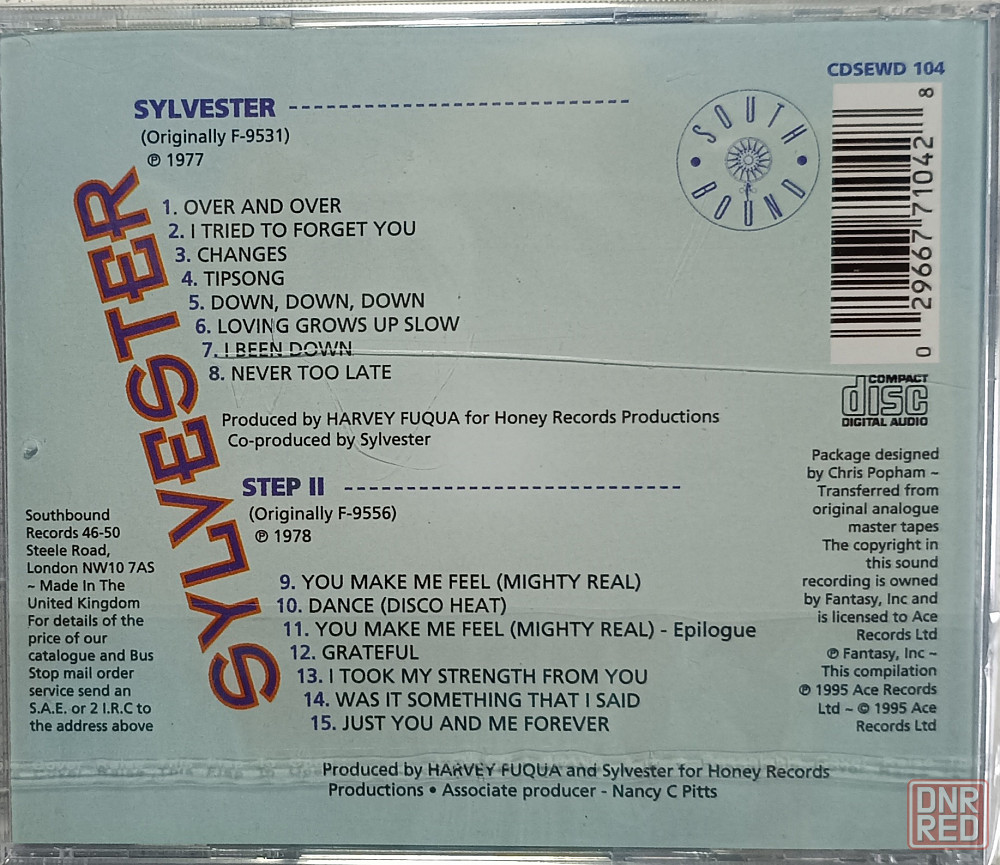 CDSEWD 104
SYLVESTER
(Originally F-9531)
℗ 1977
SOUTH BOUND
0 29667 71042 8
SYLVESTER
1. OVER AND OVER
2. I TRIED TO FORGET YOU
3. CHANGES
4. TIPSONG
5. DOWN, DOWN, DOWN
6. LOVING GROWS UP SLOW
7. I BEEN DOWN
8. NEVER TOO LATE
Produced by HARVEY FUQUA for Honey Records Productions
Co-produced by Sylvester
COMPACT
disc
DIGITAL AUDIO
STEP II
(Originally F-9556)
℗ 1978
9. YOU MAKE ME FEEL (MIGHTY REAL)
10. DANCE (DISCO HEAT)
11. YOU MAKE ME FEEL (MIGHTY REAL) - Epilogue
12. GRATEFUL
13. I TOOK MY STRENGTH FROM YOU
14. WAS IT SOMETHING THAT I SAID
15. JUST YOU AND ME FOREVER
Produced by HARVEY FUQUA and Sylvester for Honey Records
Productions • Associate producer - Nancy C Pitts
Southbound
Records 46-50
Steele Road,
London NW10 7AS
~ Made In The
United Kingdom
For details of the
price of our
catalogue and Bus
Stop mail order
service send an
S.A.E. or 2 I.R.C to
the address above
Package designed
by Chris Popham ~
Transferred from
original analogue
master tapes
The copyright in
this sound
recording is owned
by Fantasy, Inc and
is licensed to Ace
Records Ltd
℗ Fantasy, Inc ~
This compilation
℗ 1995 Ace Records
Ltd ~ © 1995 Ace
Records Ltd
DNR
RED